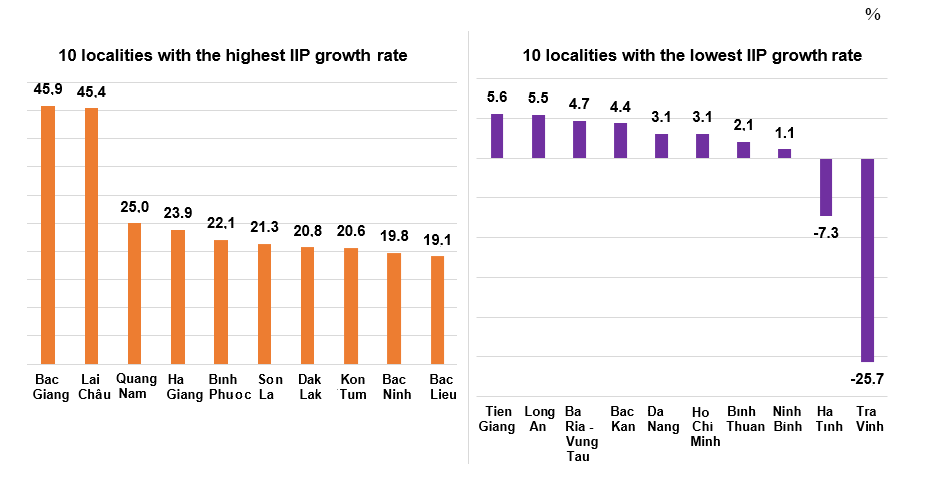 %
10 localities with the highest IIP growth rate
45,9
45,4
25,0
23.9
22,1
21.3
20,8
20.6
19.8
19.1
Bac
Giang
Lai
Châu
Quang
Nam
Ha
Giang
Bình
Phuoc
Son
La
Dak
Lak
Kon
Tum
Bac
Ninh
Bac
Lieu
10 localities with the lowest IIP growth rate
5.6
5.5
4.7
4.4
3.1
3.1
2,1
1.1
-7.3
-25.7
Tien
Giang
Long
An
Ba
Ria -
Vung
Tau
Bac
Kan
Da
Nang
Ho
Chi
Minh
Bình
Thuan
Ninh
Bình
Ha
Tinh
Tra
Vinh